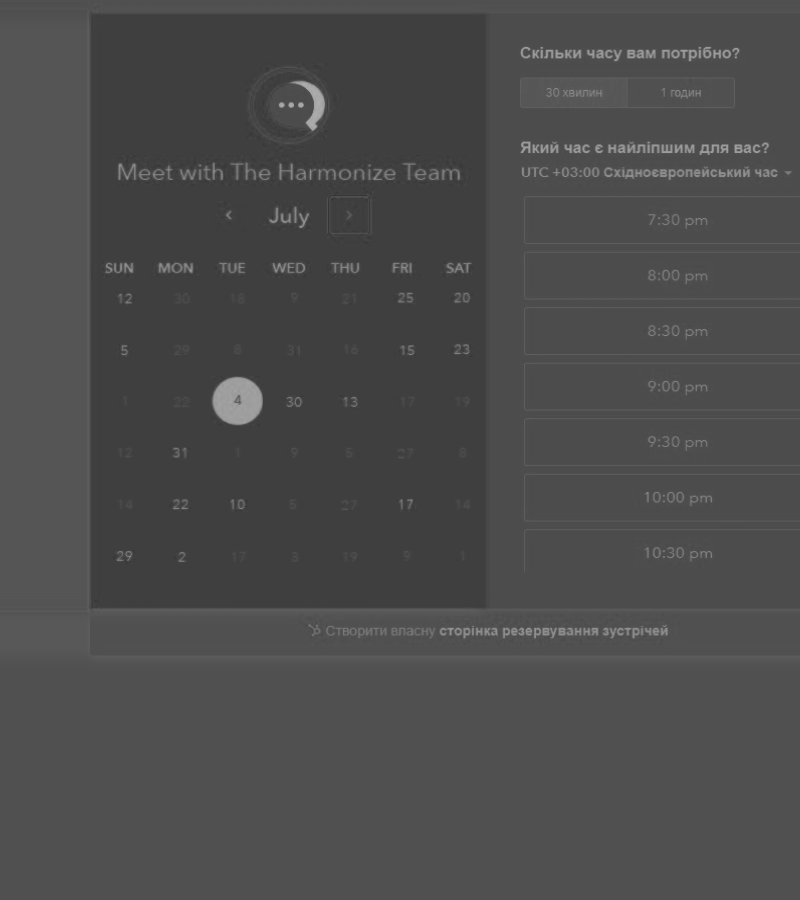 Meet with The Harmonize Team
July
SUN MON TUE WED THU FRI SAT
12 30 16 9 21 25 20
5 29 8 31 16 15 23
1 22 4 30 13 17 19
12 31 1 9 5 27 8
14 22 10 5 27 17 14
29 2 17 3 19 9 1
Скільки часу вам потрібно?
30 хвилин 1 годин
Який час є найліпшим для вас?
UTC +03:00 Східноєвропейський час
7:30 pm
8:00 pm
8:30 pm
9:00 pm
9:30 pm
10:00 pm
10:30 pm
Створити власну сторінка резервування зустрічей